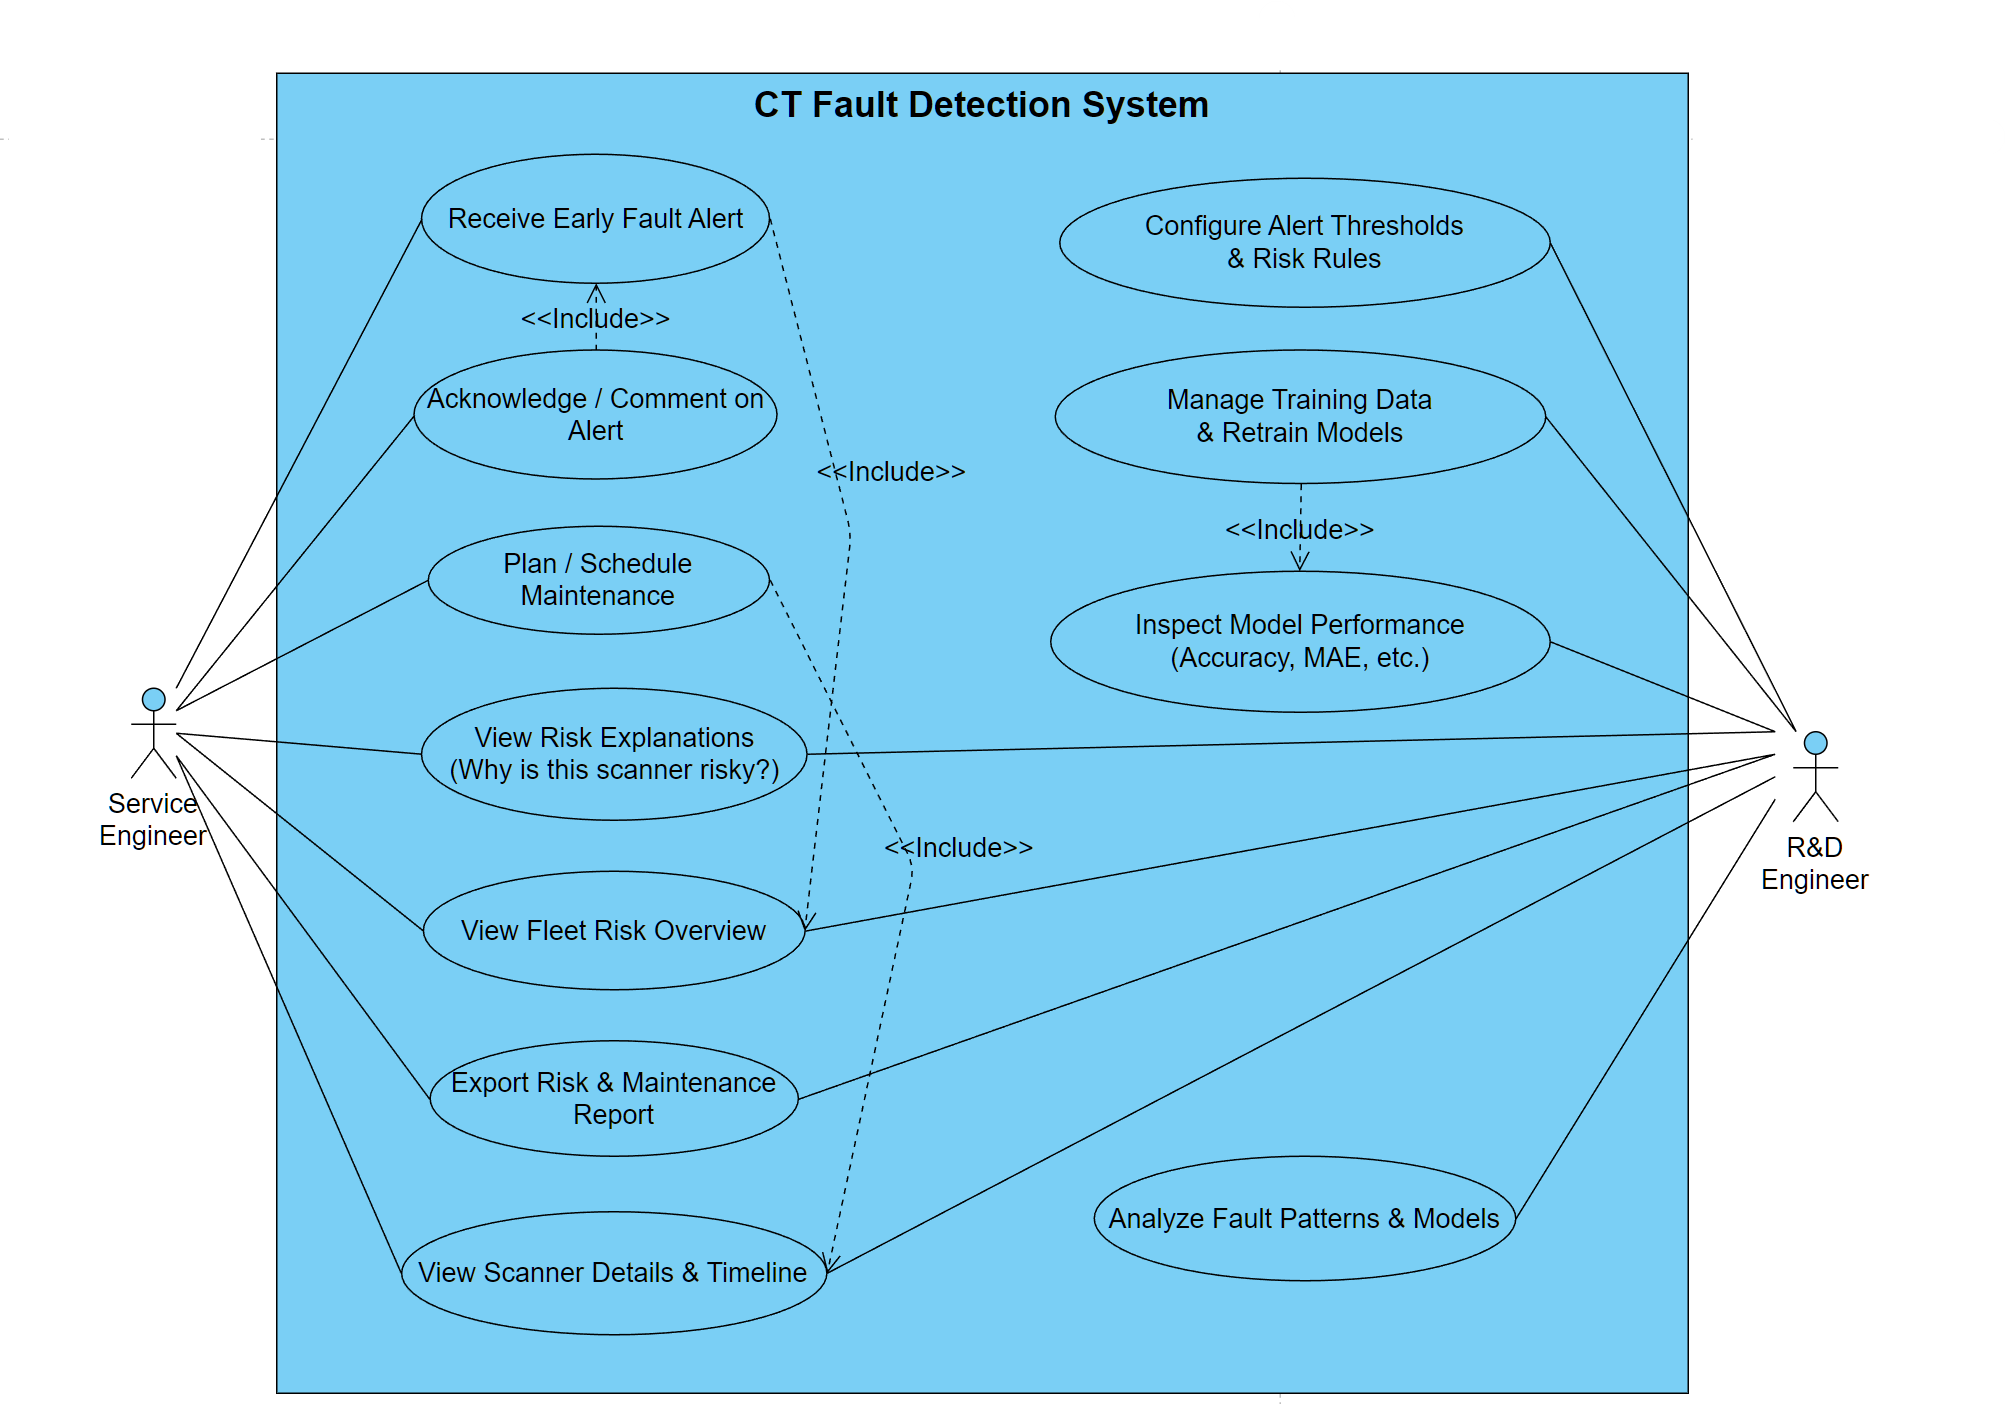 CT Fault Detection System
Receive Early Fault Alert
<<Include>>
Acknowledge / Comment on
Alert
<<Include>>
Plan / Schedule
Maintenance
View Risk Explanations
(Why is this scanner risky?)
<<Include>>
View Fleet Risk Overview
Export Risk & Maintenance
Report
View Scanner Details & Timeline
Configure Alert Thresholds
& Risk Rules
Manage Training Data
& Retrain Models
<<Include>>
Inspect Model Performance
(Accuracy, MAE, etc.)
Analyze Fault Patterns & Models
Service
Engineer
R&D
Engineer